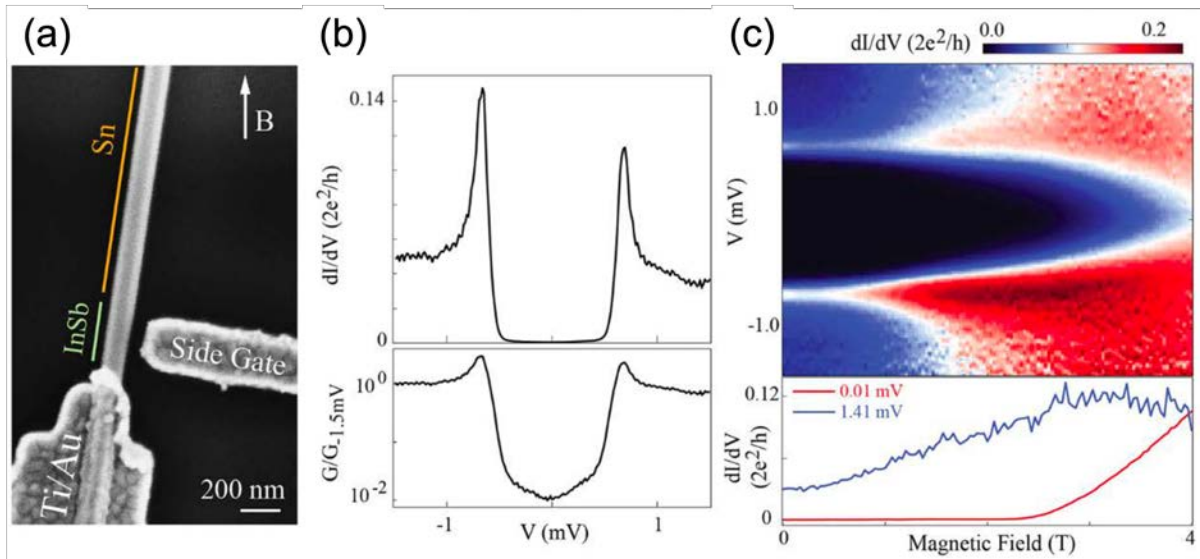 (a)
Sn
B
InSb
Side Gate
Ti/Au
200 nm
(b)
0.14
dI/dV (2e²/h)
0
10⁰
G/G-1.5mV
10⁻²
-1
1
V (mV)
(c)
dI/dV (2e²/h)
0.0
0.2
1.0
V (mV)
-1.0
0.12
0.01 mV
1.41 mV
dI/dV
(2e²/h)
0
0
4
Magnetic Field (T)